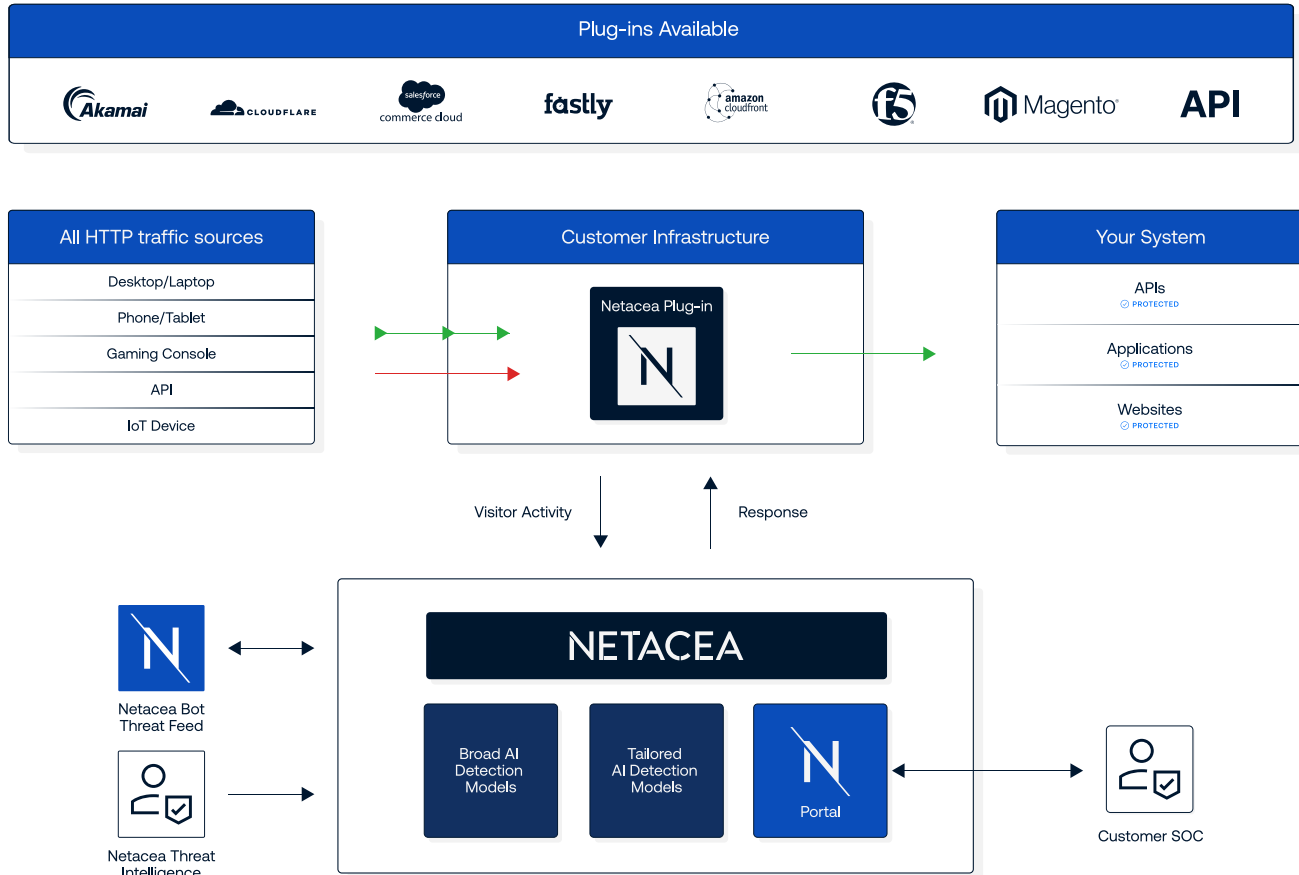 Plug-ins Available
Akamai
CLOUDFLARE
salesforce
commerce cloud
fastly
amazon
cloudfront
f5
Magento
API
All HTTP traffic sources
Desktop/Laptop
Phone/Tablet
Gaming Console
API
IoT Device
Customer Infrastructure
Netacea Plug-in
N
Your System
APIs
PROTECTED
Applications
PROTECTED
Websites
PROTECTED
Visitor Activity
Response
N
Netacea Bot
Threat Feed
Netacea Threat
Intelligence
NETACEA
Broad AI
Detection
Models
Tailored
AI Detection
Models
N
Portal
Customer SOC